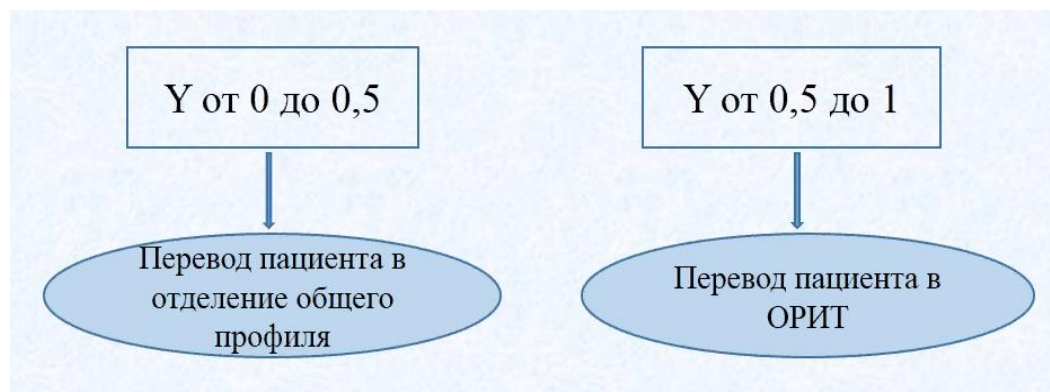 Y от 0 до 0,5
Y от 0,5 до 1
Перевод пациента в
отделение общего
профиля
Перевод пациента в
ОРИТ